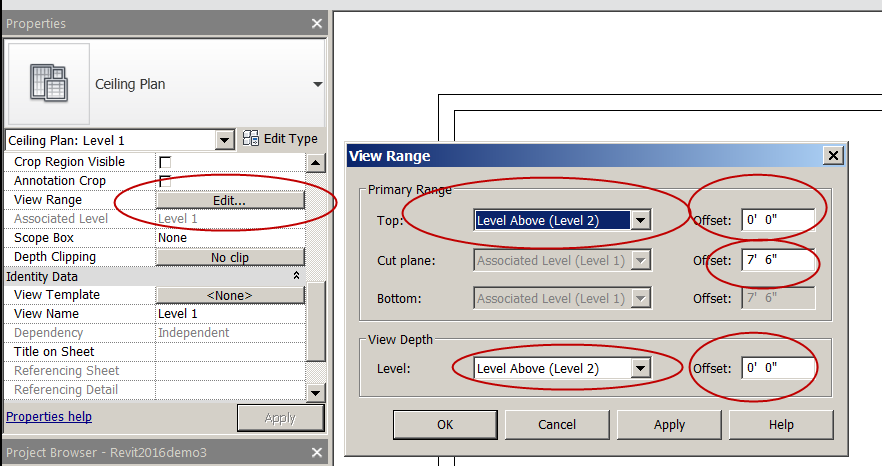 Properties
Ceiling Plan
Ceiling Plan: Level 1 Edit Type
Crop Region Visible
Annotation Crop
View Range Edit...
Associated Level Level 1
Scope Box None
Depth Clipping No clip
Identity Data
View Template <None>
View Name Level 1
Dependency Independent
Title on Sheet
Referencing Sheet
Referencing Detail
Properties help Apply
Project Browser - Revit2016demo3
View Range
Primary Range
Top: Level Above (Level 2) Offset: 0' 0"
Cut plane: Associated Level (Level 1) Offset: 7' 6"
Bottom: Associated Level (Level 1) Offset: 7' 6"
View Depth
Level: Level Above (Level 2) Offset: 0' 0"
OK Cancel Apply Help